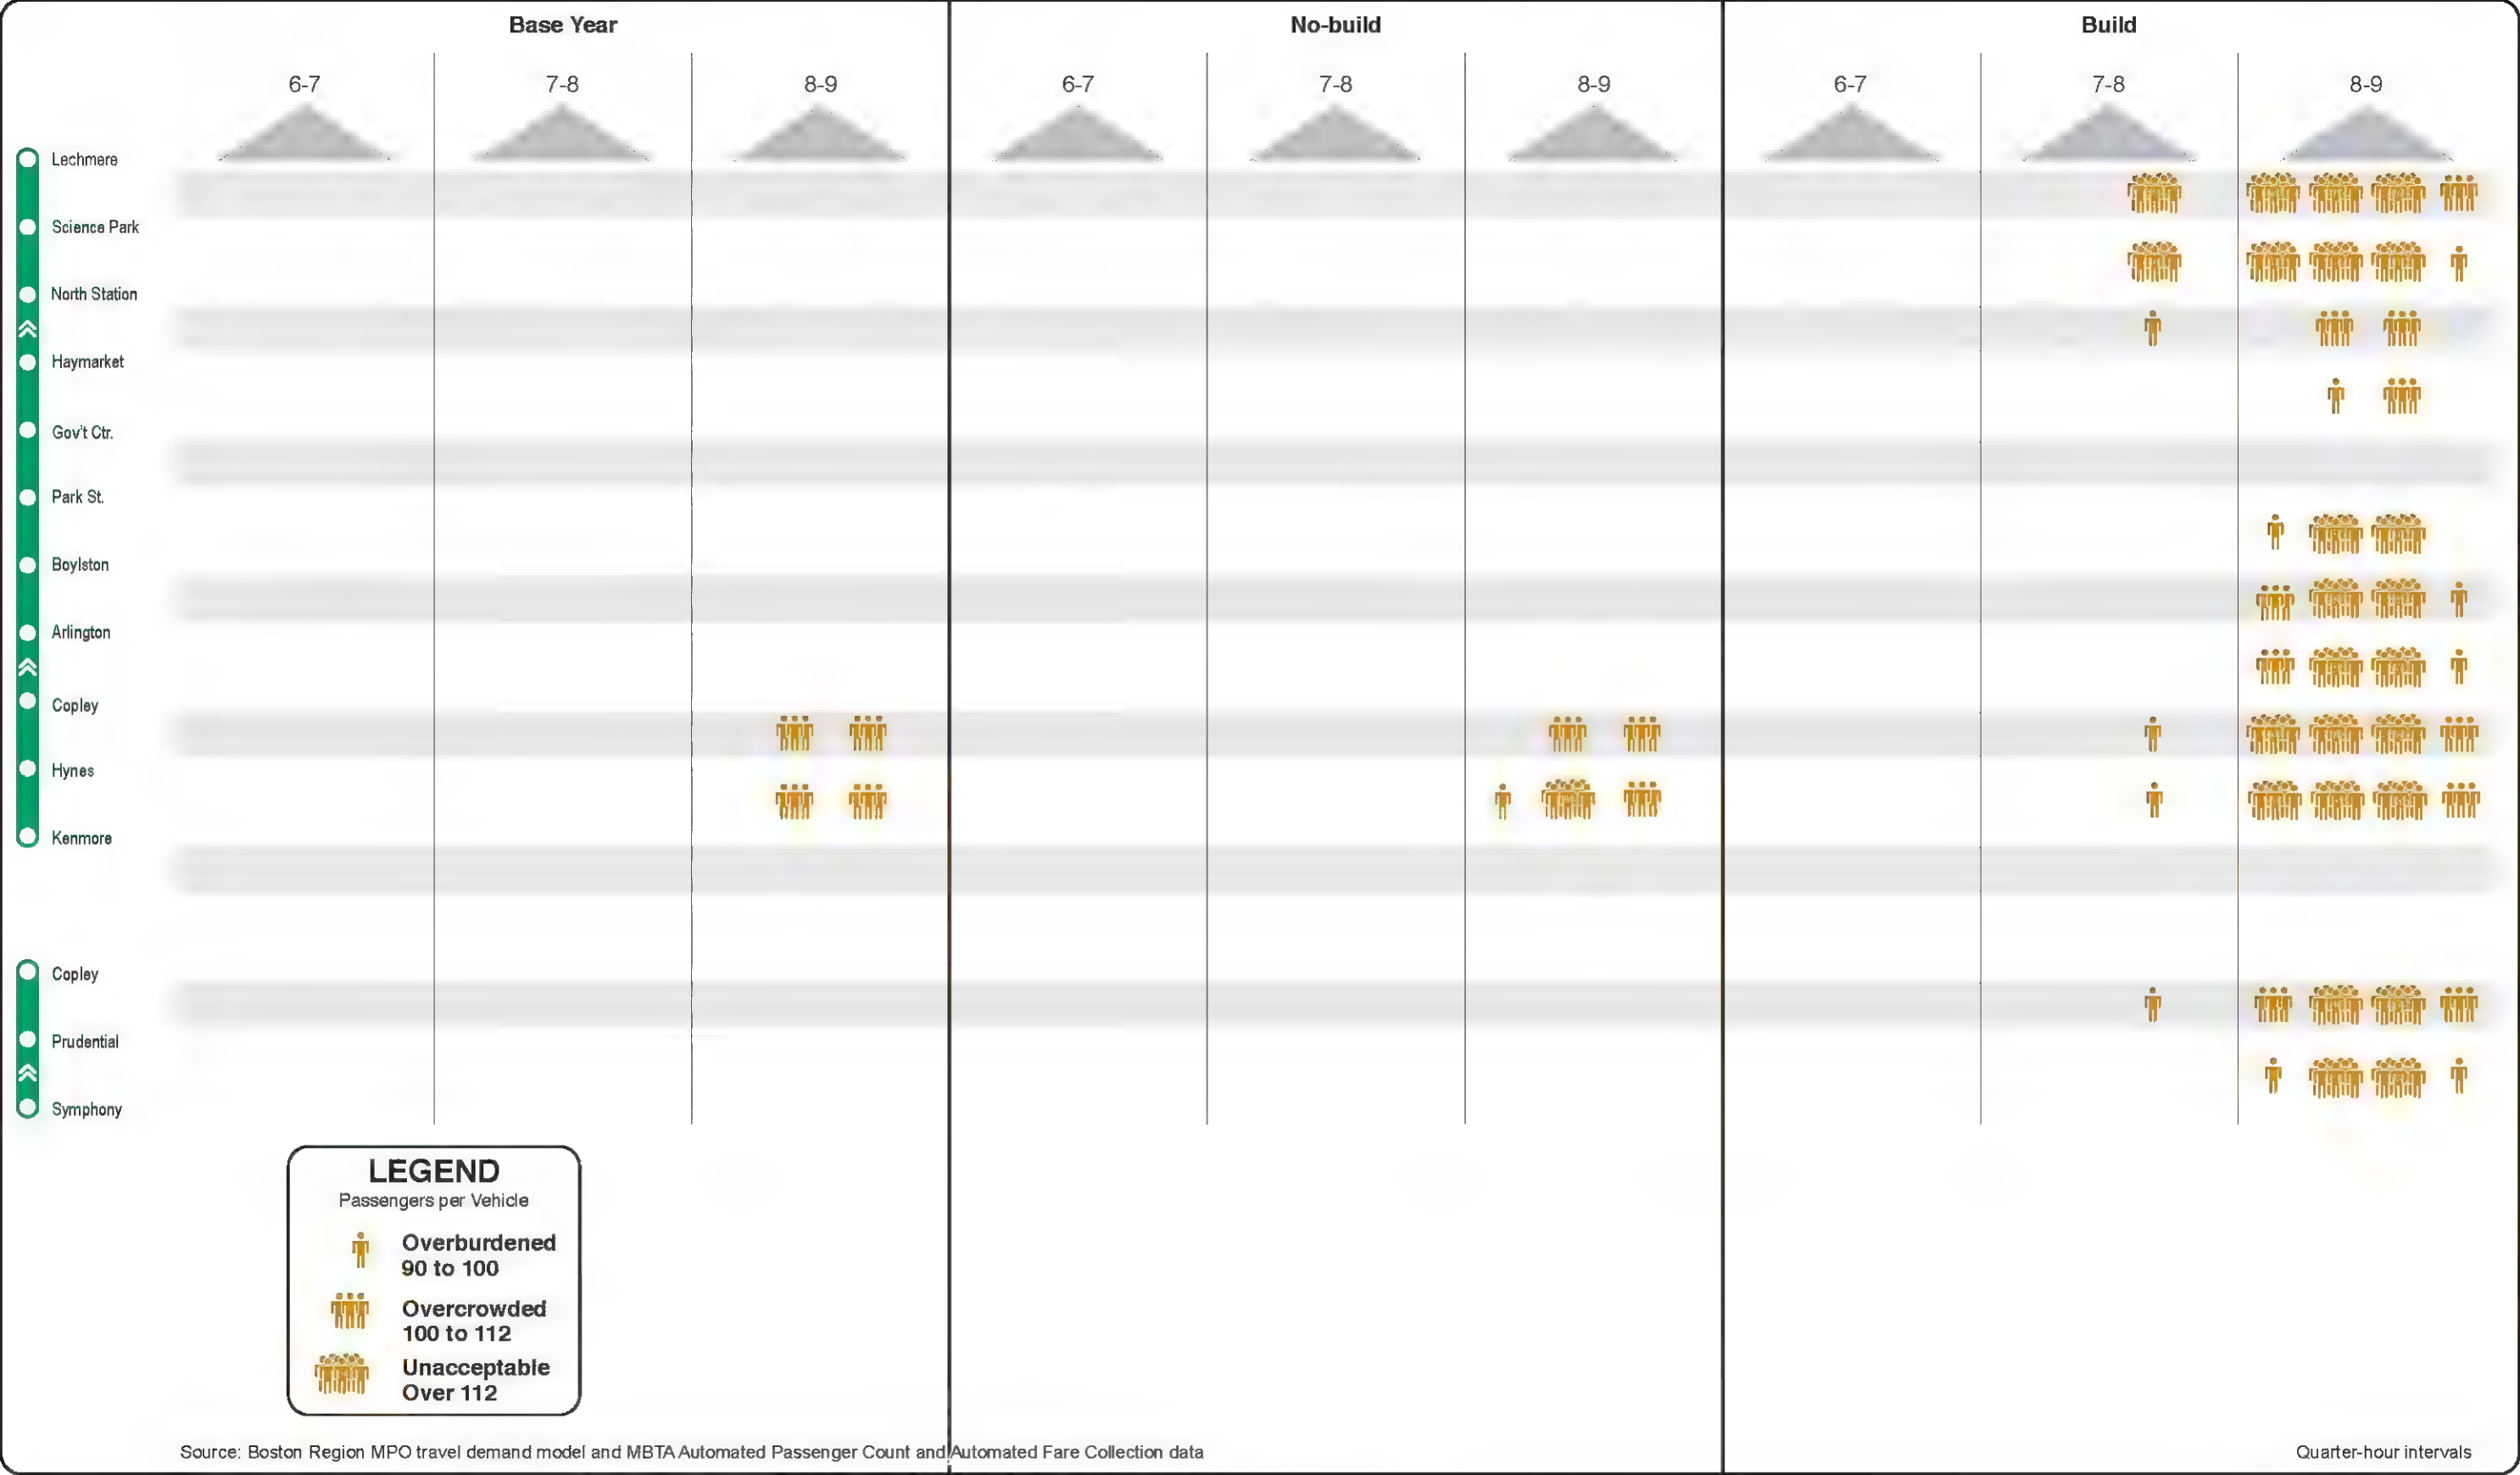 Base Year
No-build
Build
6-7
7-8
8-9
6-7
7-8
8-9
6-7
7-8
8-9
Lechmere
Science Park
North Station
Haymarket
Gov't Ctr.
Park St.
Boylston
Arlington
Copley
Hynes
Kenmore
Copley
Prudential
Symphony
LEGEND
Passengers per Vehicle
Overburdened
90 to 100
Overcrowded
100 to 112
Unacceptable
Over 112
Source: Boston Region MPO travel demand model and MBTA Automated Passenger Count and Automated Fare Collection data
Quarter-hour intervals